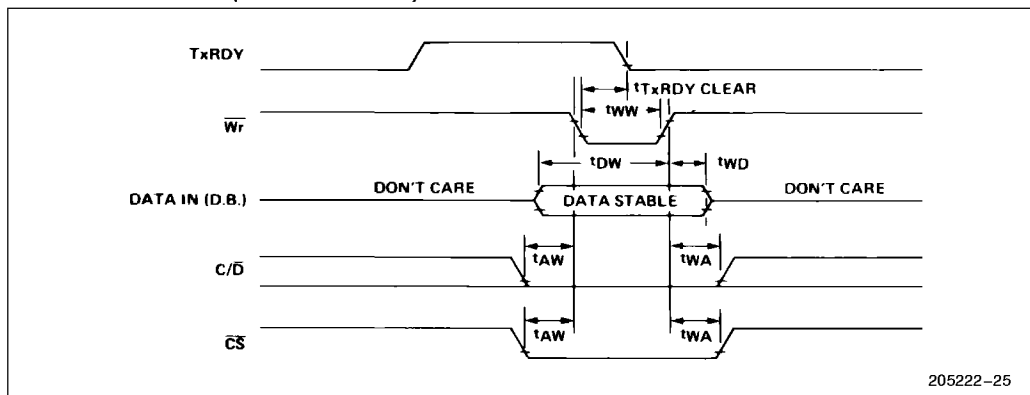 TxRDY
tTxRDY CLEAR
Wr
tWW
tDW
tWD
DATA IN (D.B.)
DON'T CARE
DATA STABLE
DON'T CARE
C/D
tAW
tWA
CS
tAW
tWA
205222-25